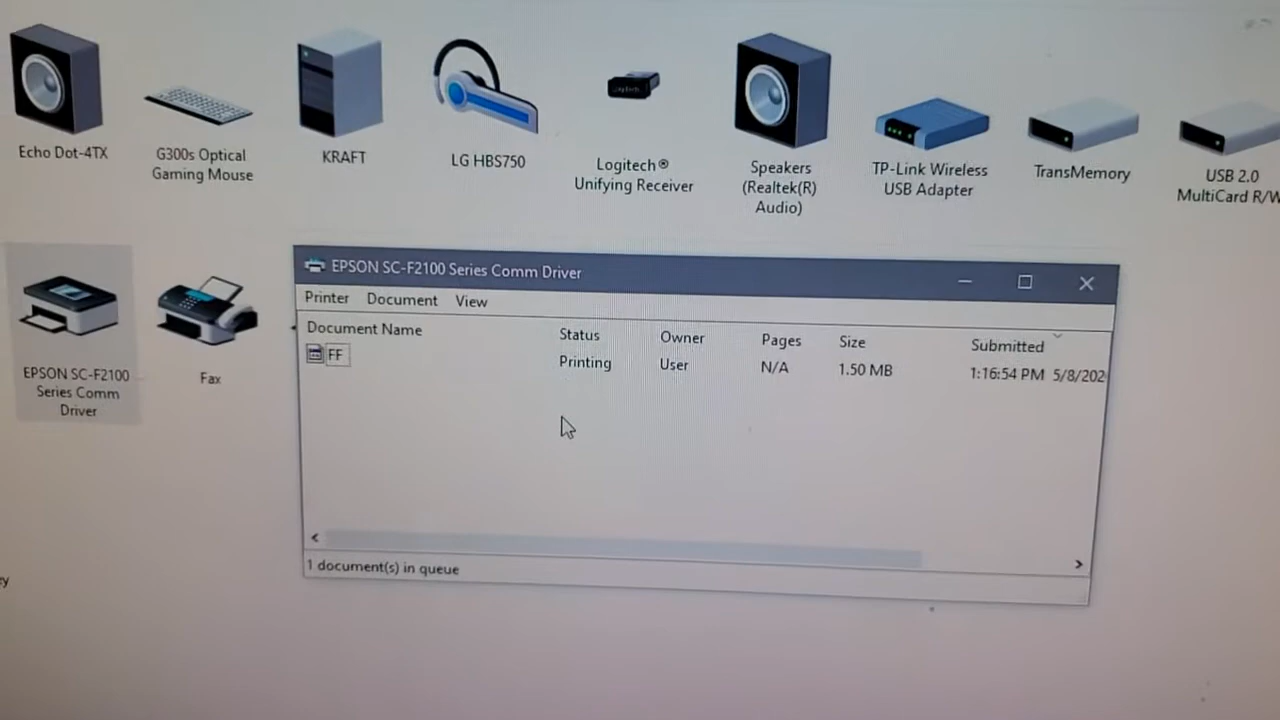 Echo Dot-4TX
G300s Optical
Gaming Mouse
KRAFT
LG HBS750
Logitech®
Unifying Receiver
Speakers
(Realtek(R)
Audio)
TP-Link Wireless
USB Adapter
TransMemory
USB 2.0
MultiCard R/W
EPSON SC-F2100
Series Comm
Driver
Fax
EPSON SC-F2100 Series Comm Driver
Printer Document View
Document Name Status Owner Pages Size Submitted
FF Printing User N/A 1.50 MB 1:16:54 PM 5/8/202
1 document(s) in queue